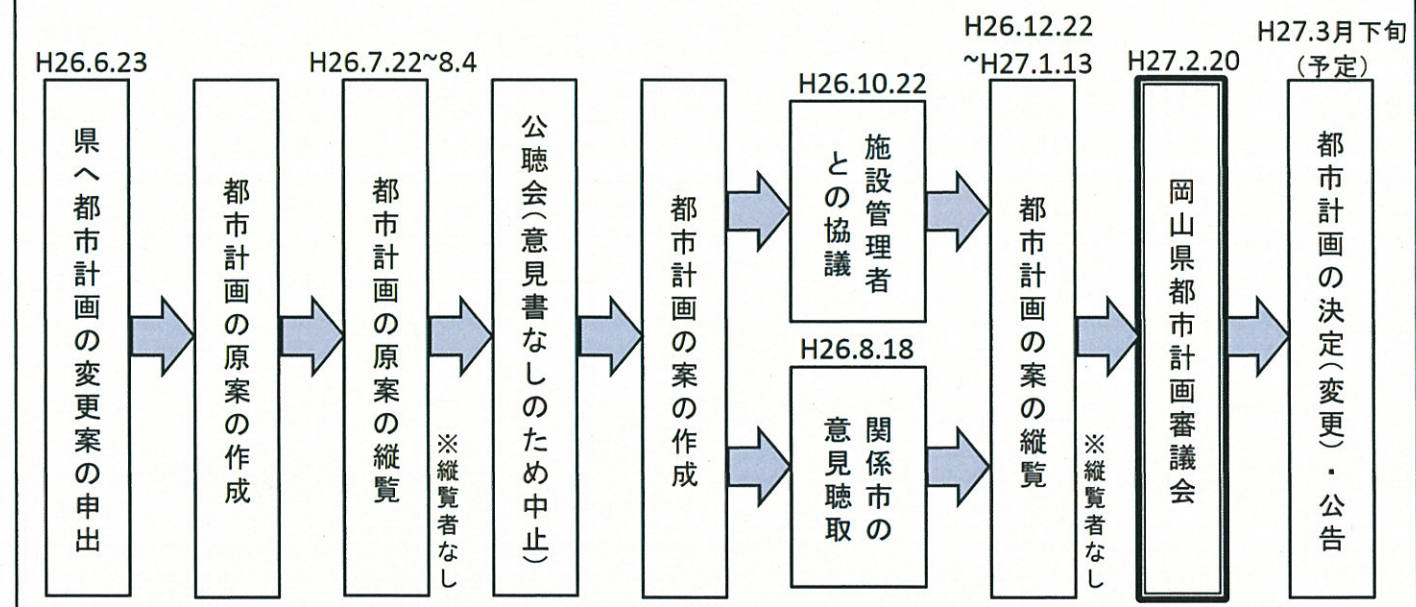 H26.6.23
県へ都市計画の変更案の申出
都市計画の原案の作成
H26.7.22~8.4
都市計画の原案の縦覧
※縦覧者なし
公聴会(意見書なしのため中止)
都市計画の案の作成
H26.10.22
施設管理者
との協議
H26.8.18
関係市の
意見聴取
H26.12.22
~H27.1.13
都市計画の案の縦覧
※縦覧者なし
H27.2.20
岡山県都市計画審議会
H27.3月下旬
(予定)
都市計画の決定(変更)・公告